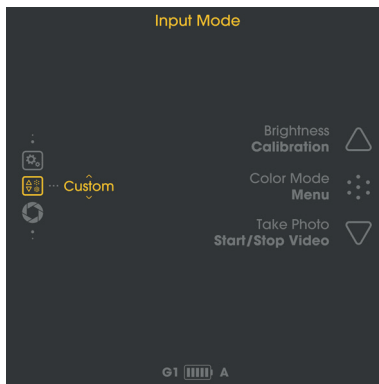 Input Mode
Brightness
Calibration
Custom
Color Mode
Menu
Take Photo
Start/Stop Video
G1 A